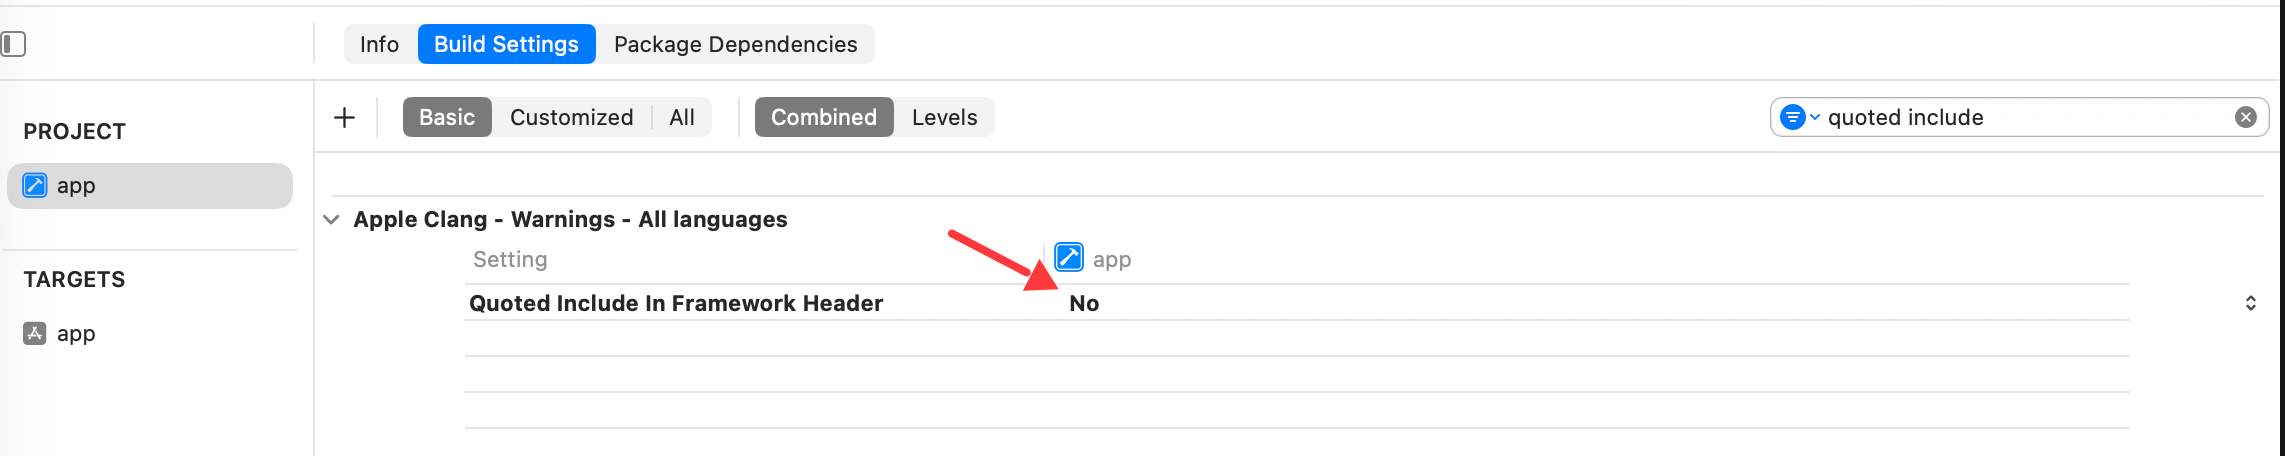 Info Build Settings Package Dependencies
PROJECT
app
TARGETS
app
+ Basic Customized All Combined Levels quoted include
Apple Clang - Warnings - All languages
Setting app
Quoted Include In Framework Header No